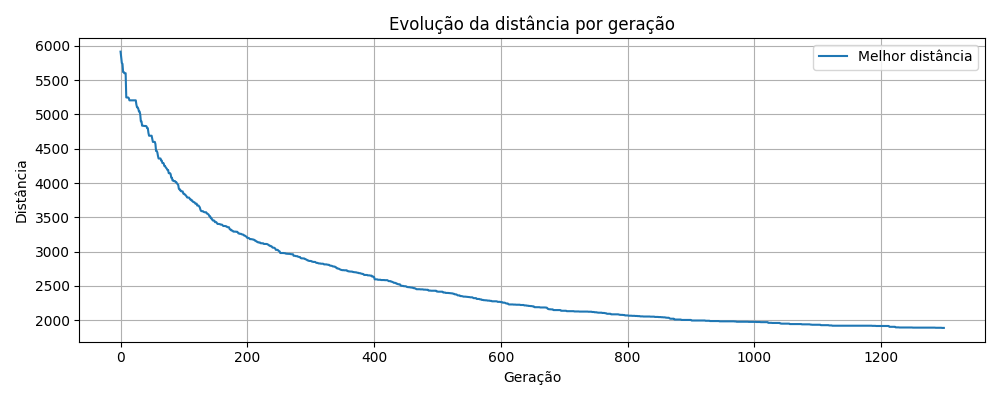 Evolução da distância por geração
Melhor distância
Distância
6000
5500
5000
4500
4000
3500
3000
2500
2000
0 200 400 600 800 1000 1200
Geração